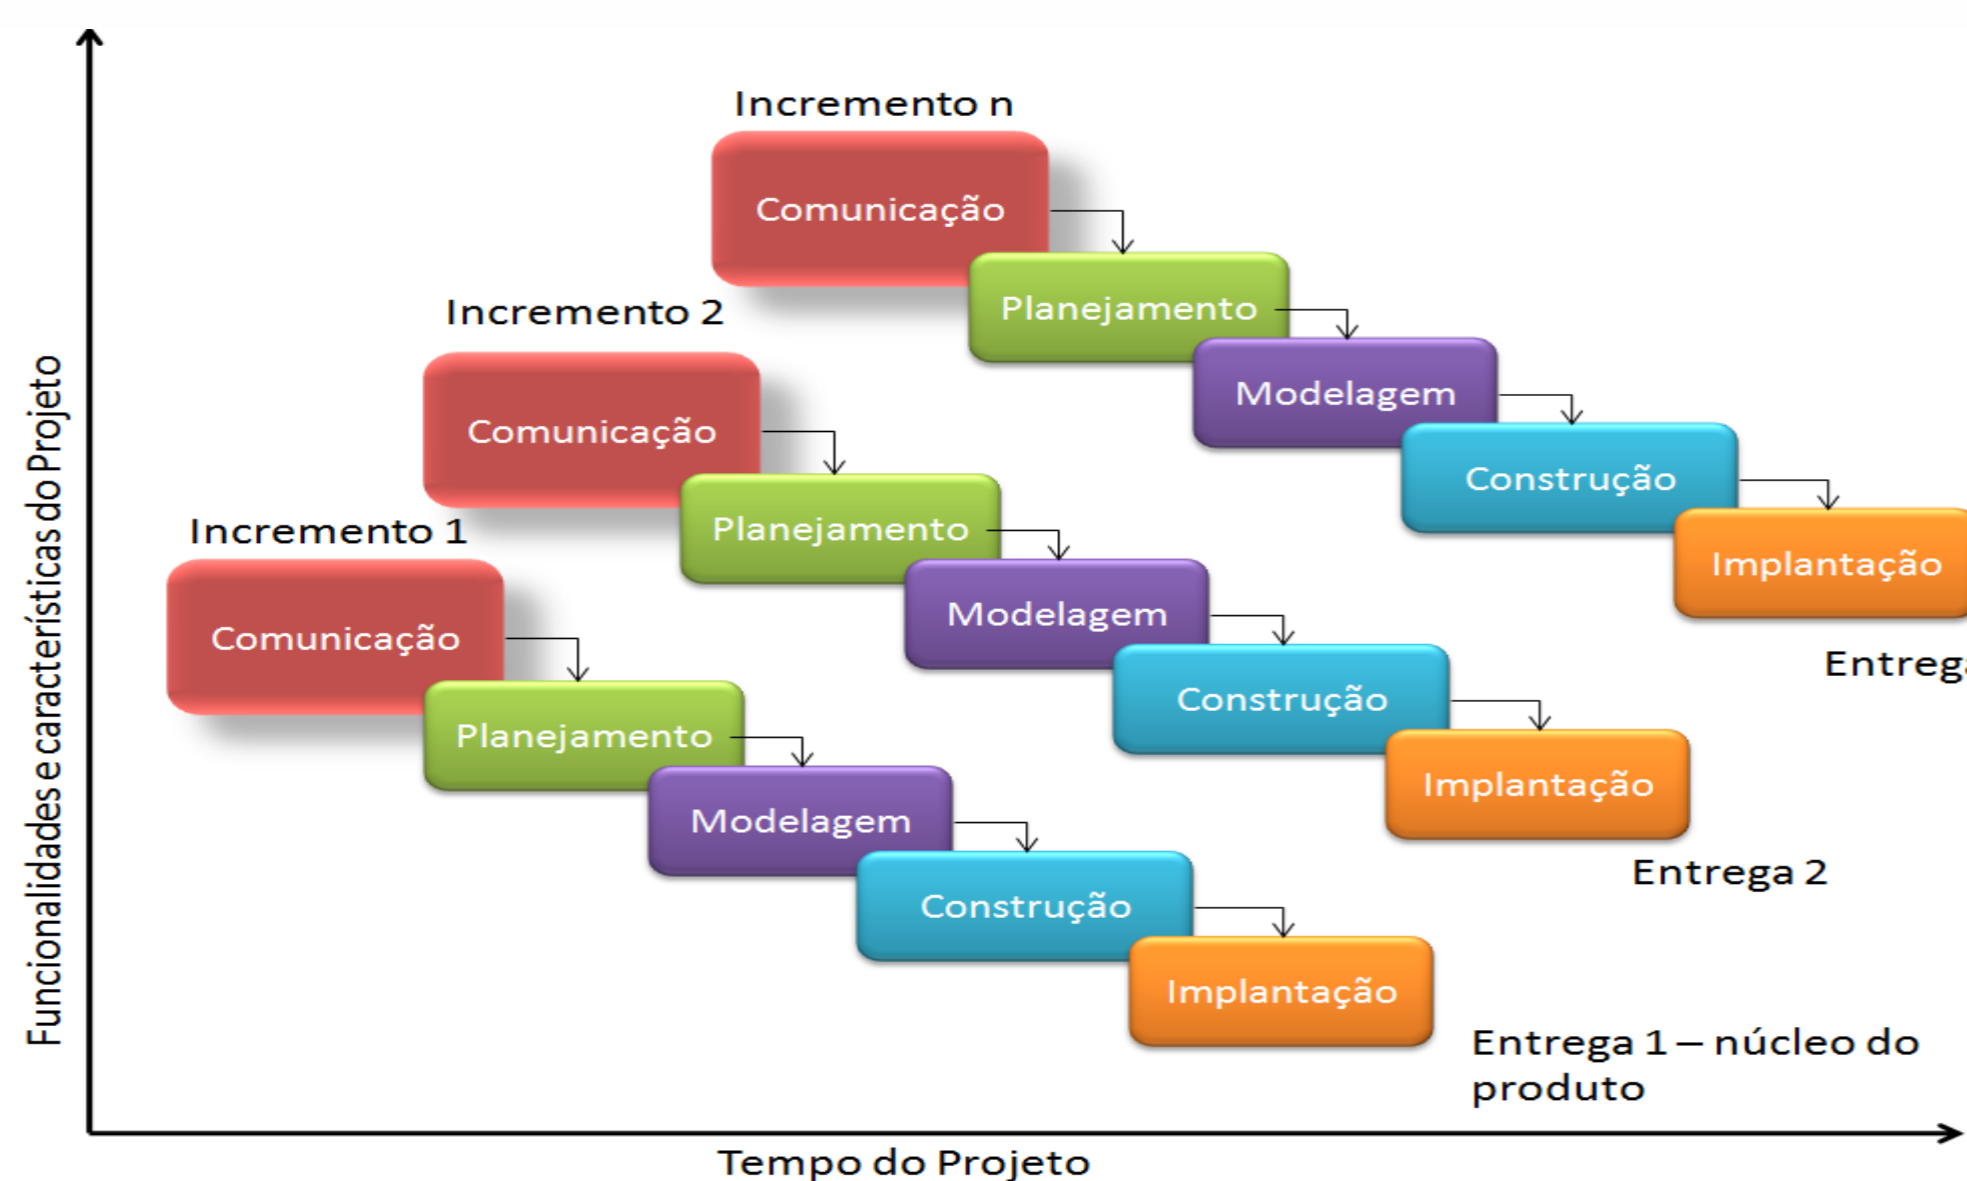 Incremento n
Comunicação
Planejamento
Modelagem
Construção
Implantação
Incremento 2
Comunicação
Planejamento
Modelagem
Construção
Implantação
Entrega 2
Incremento 1
Comunicação
Planejamento
Modelagem
Construção
Implantação
Entrega 1 – núcleo do
produto
Funcionalidades e características do Projeto
Tempo do Projeto